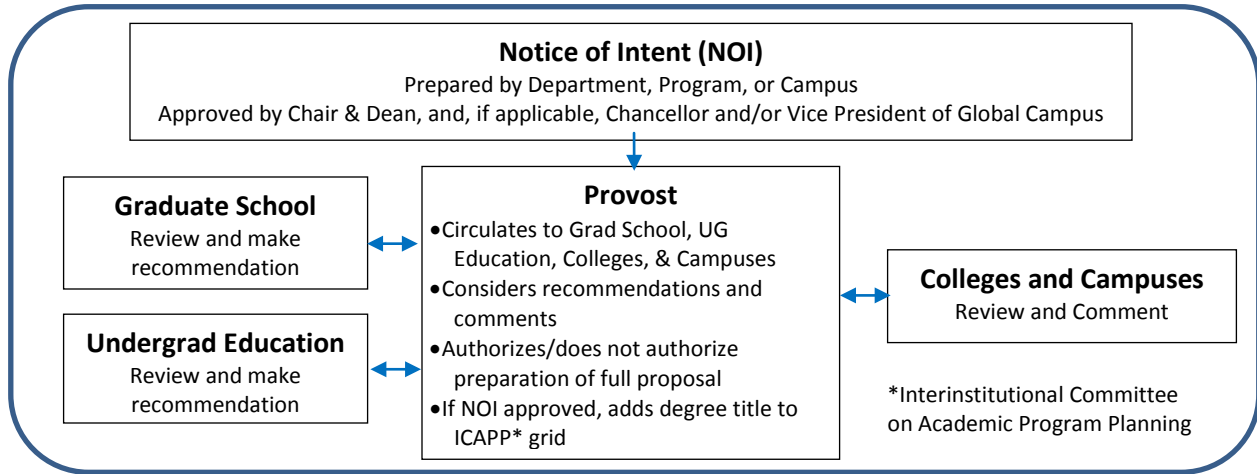 Notice of Intent (NOI)
Prepared by Department, Program, or Campus
Approved by Chair & Dean, and, if applicable, Chancellor and/or Vice President of Global Campus
Graduate School
Review and make
recommendation
Undergrad Education
Review and make
recommendation
Provost
•Circulates to Grad School, UG
Education, Colleges, & Campuses
•Considers recommendations and
comments
•Authorizes/does not authorize
preparation of full proposal
•If NOI approved, adds degree title to
ICAPP* grid
Colleges and Campuses
Review and Comment
*Interinstitutional Committee
on Academic Program Planning